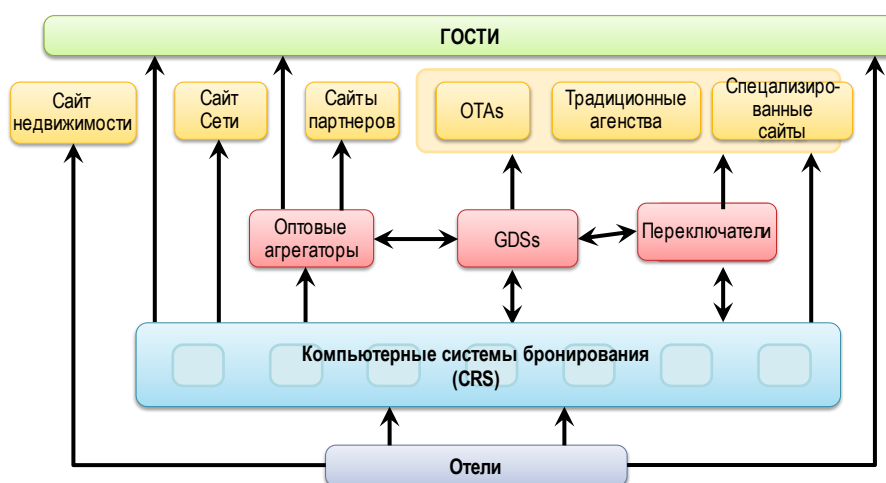 ГОСТИ
Сайт
недвижимости
Сайт
Сети
Сайты
партнеров
OTAs
Традиционные
агенства
Спецализиро-
ванные
сайты
Оптовые
агрегаторы
GDSs
Переключатели
Компьютерные системы бронирования
(CRS)
Отели